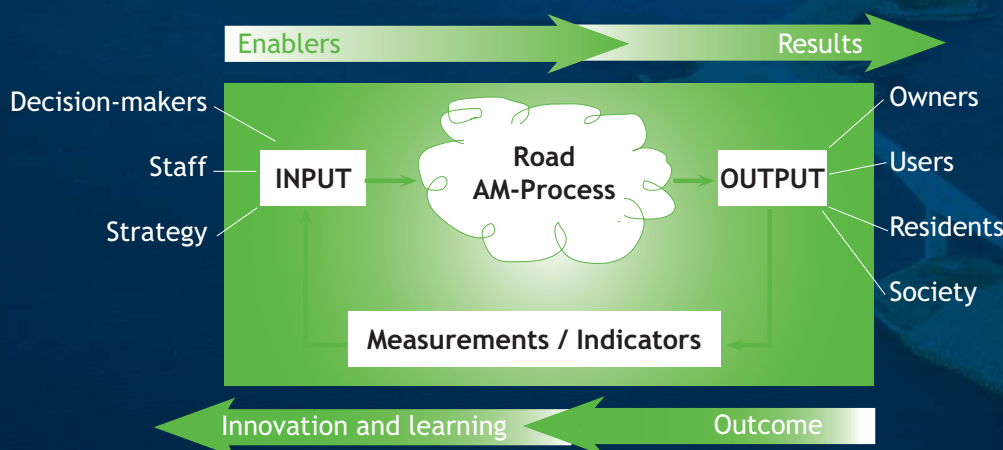 Enablers
Results
Decision-makers
Staff
Strategy
INPUT
Road
AM-Process
OUTPUT
Owners
Users
Residents
Society
Measurements / Indicators
Innovation and learning
Outcome